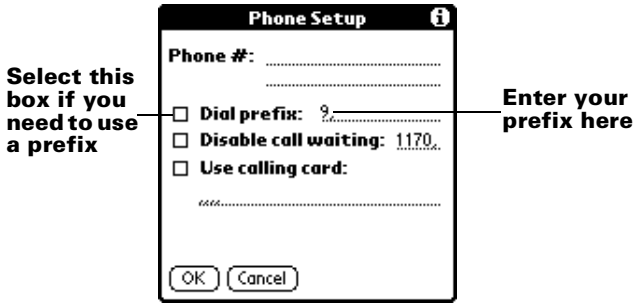 Phone Setup
Phone #:
Select this
box if you
need to use
a prefix
Dial prefix: 9,
Enter your
prefix here
Disable call waiting: 1170,
Use calling card:
,,,,
OK Cancel